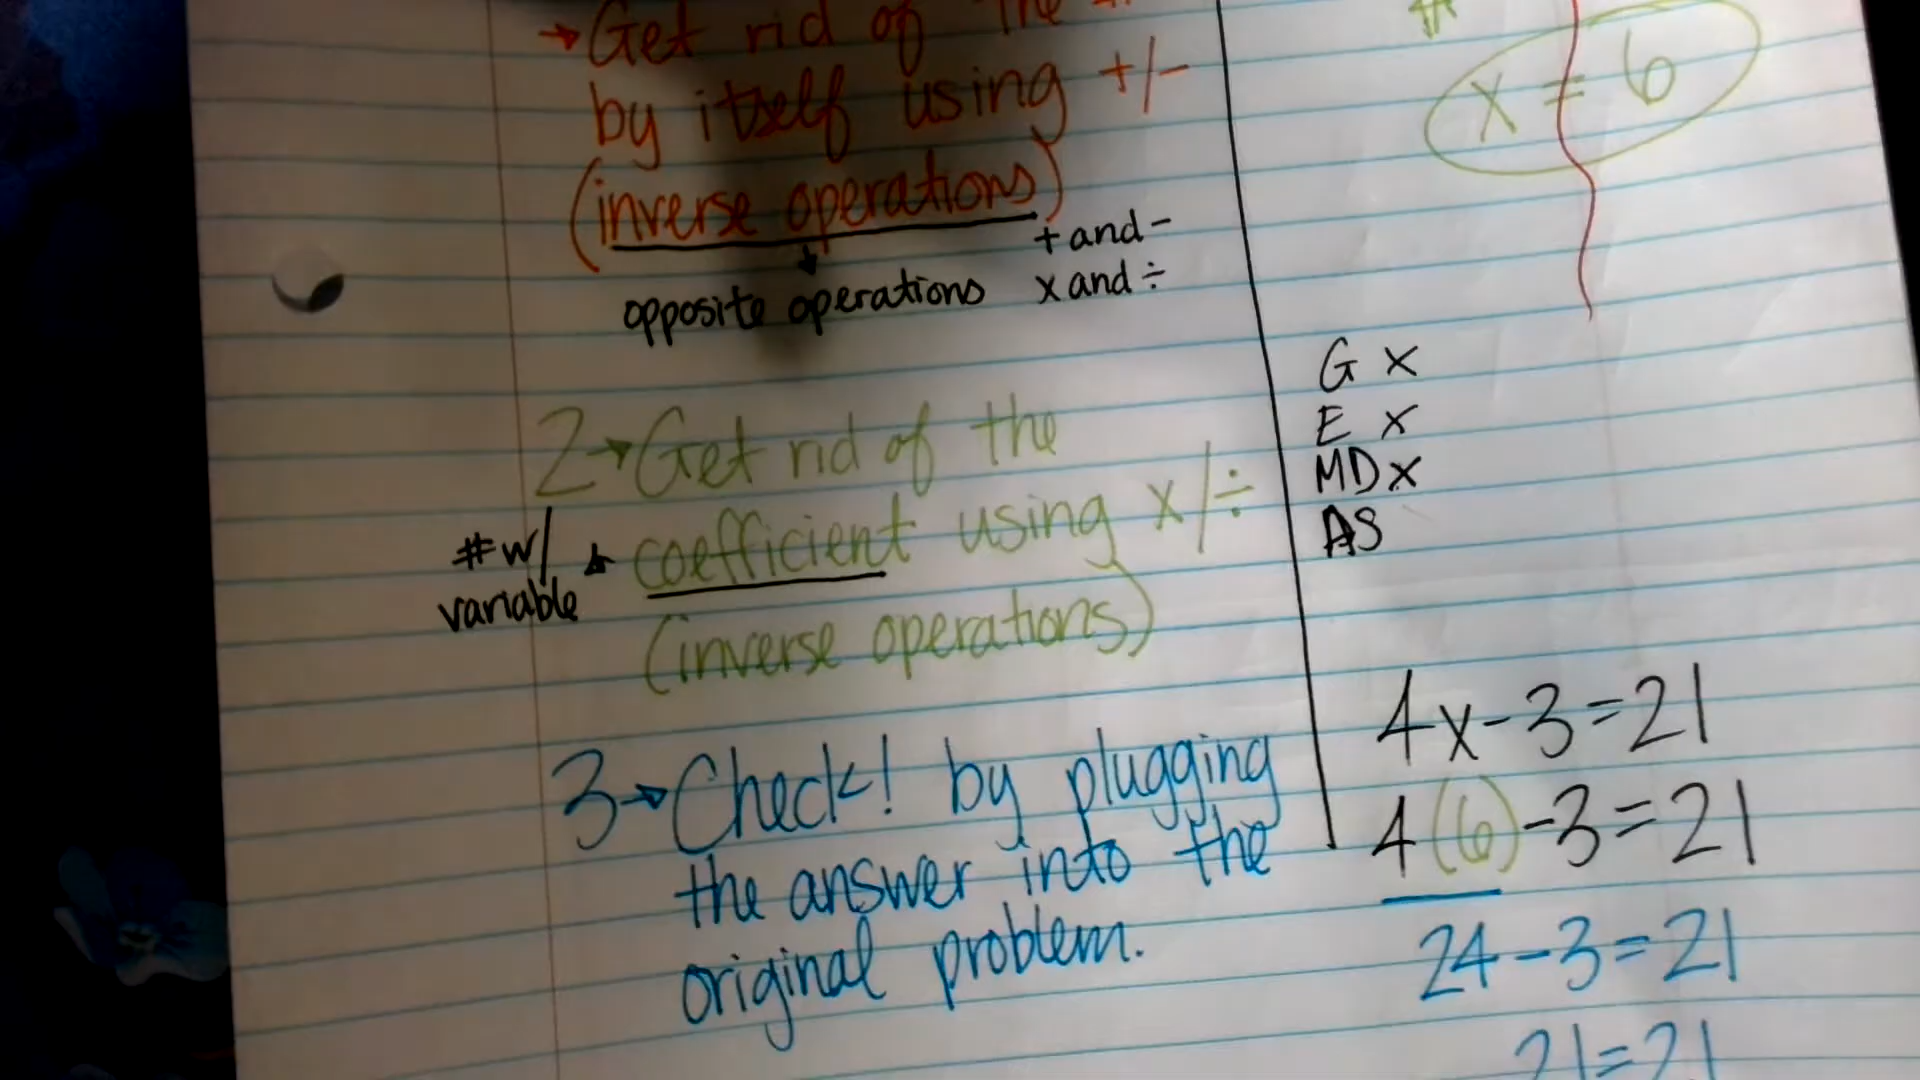 →Get rid of the
by itself using +/-
(inverse operations)
+ and -
opposite operations x and ÷
2→Get rid of the
coefficient using x/÷
#w/
variable
(inverse operations)
3→Check! by plugging
the answer into the
original problem.
x = 6
G x
E x
MD x
AS
4x-3=21
4(6)-3=21
24-3=21
21=21